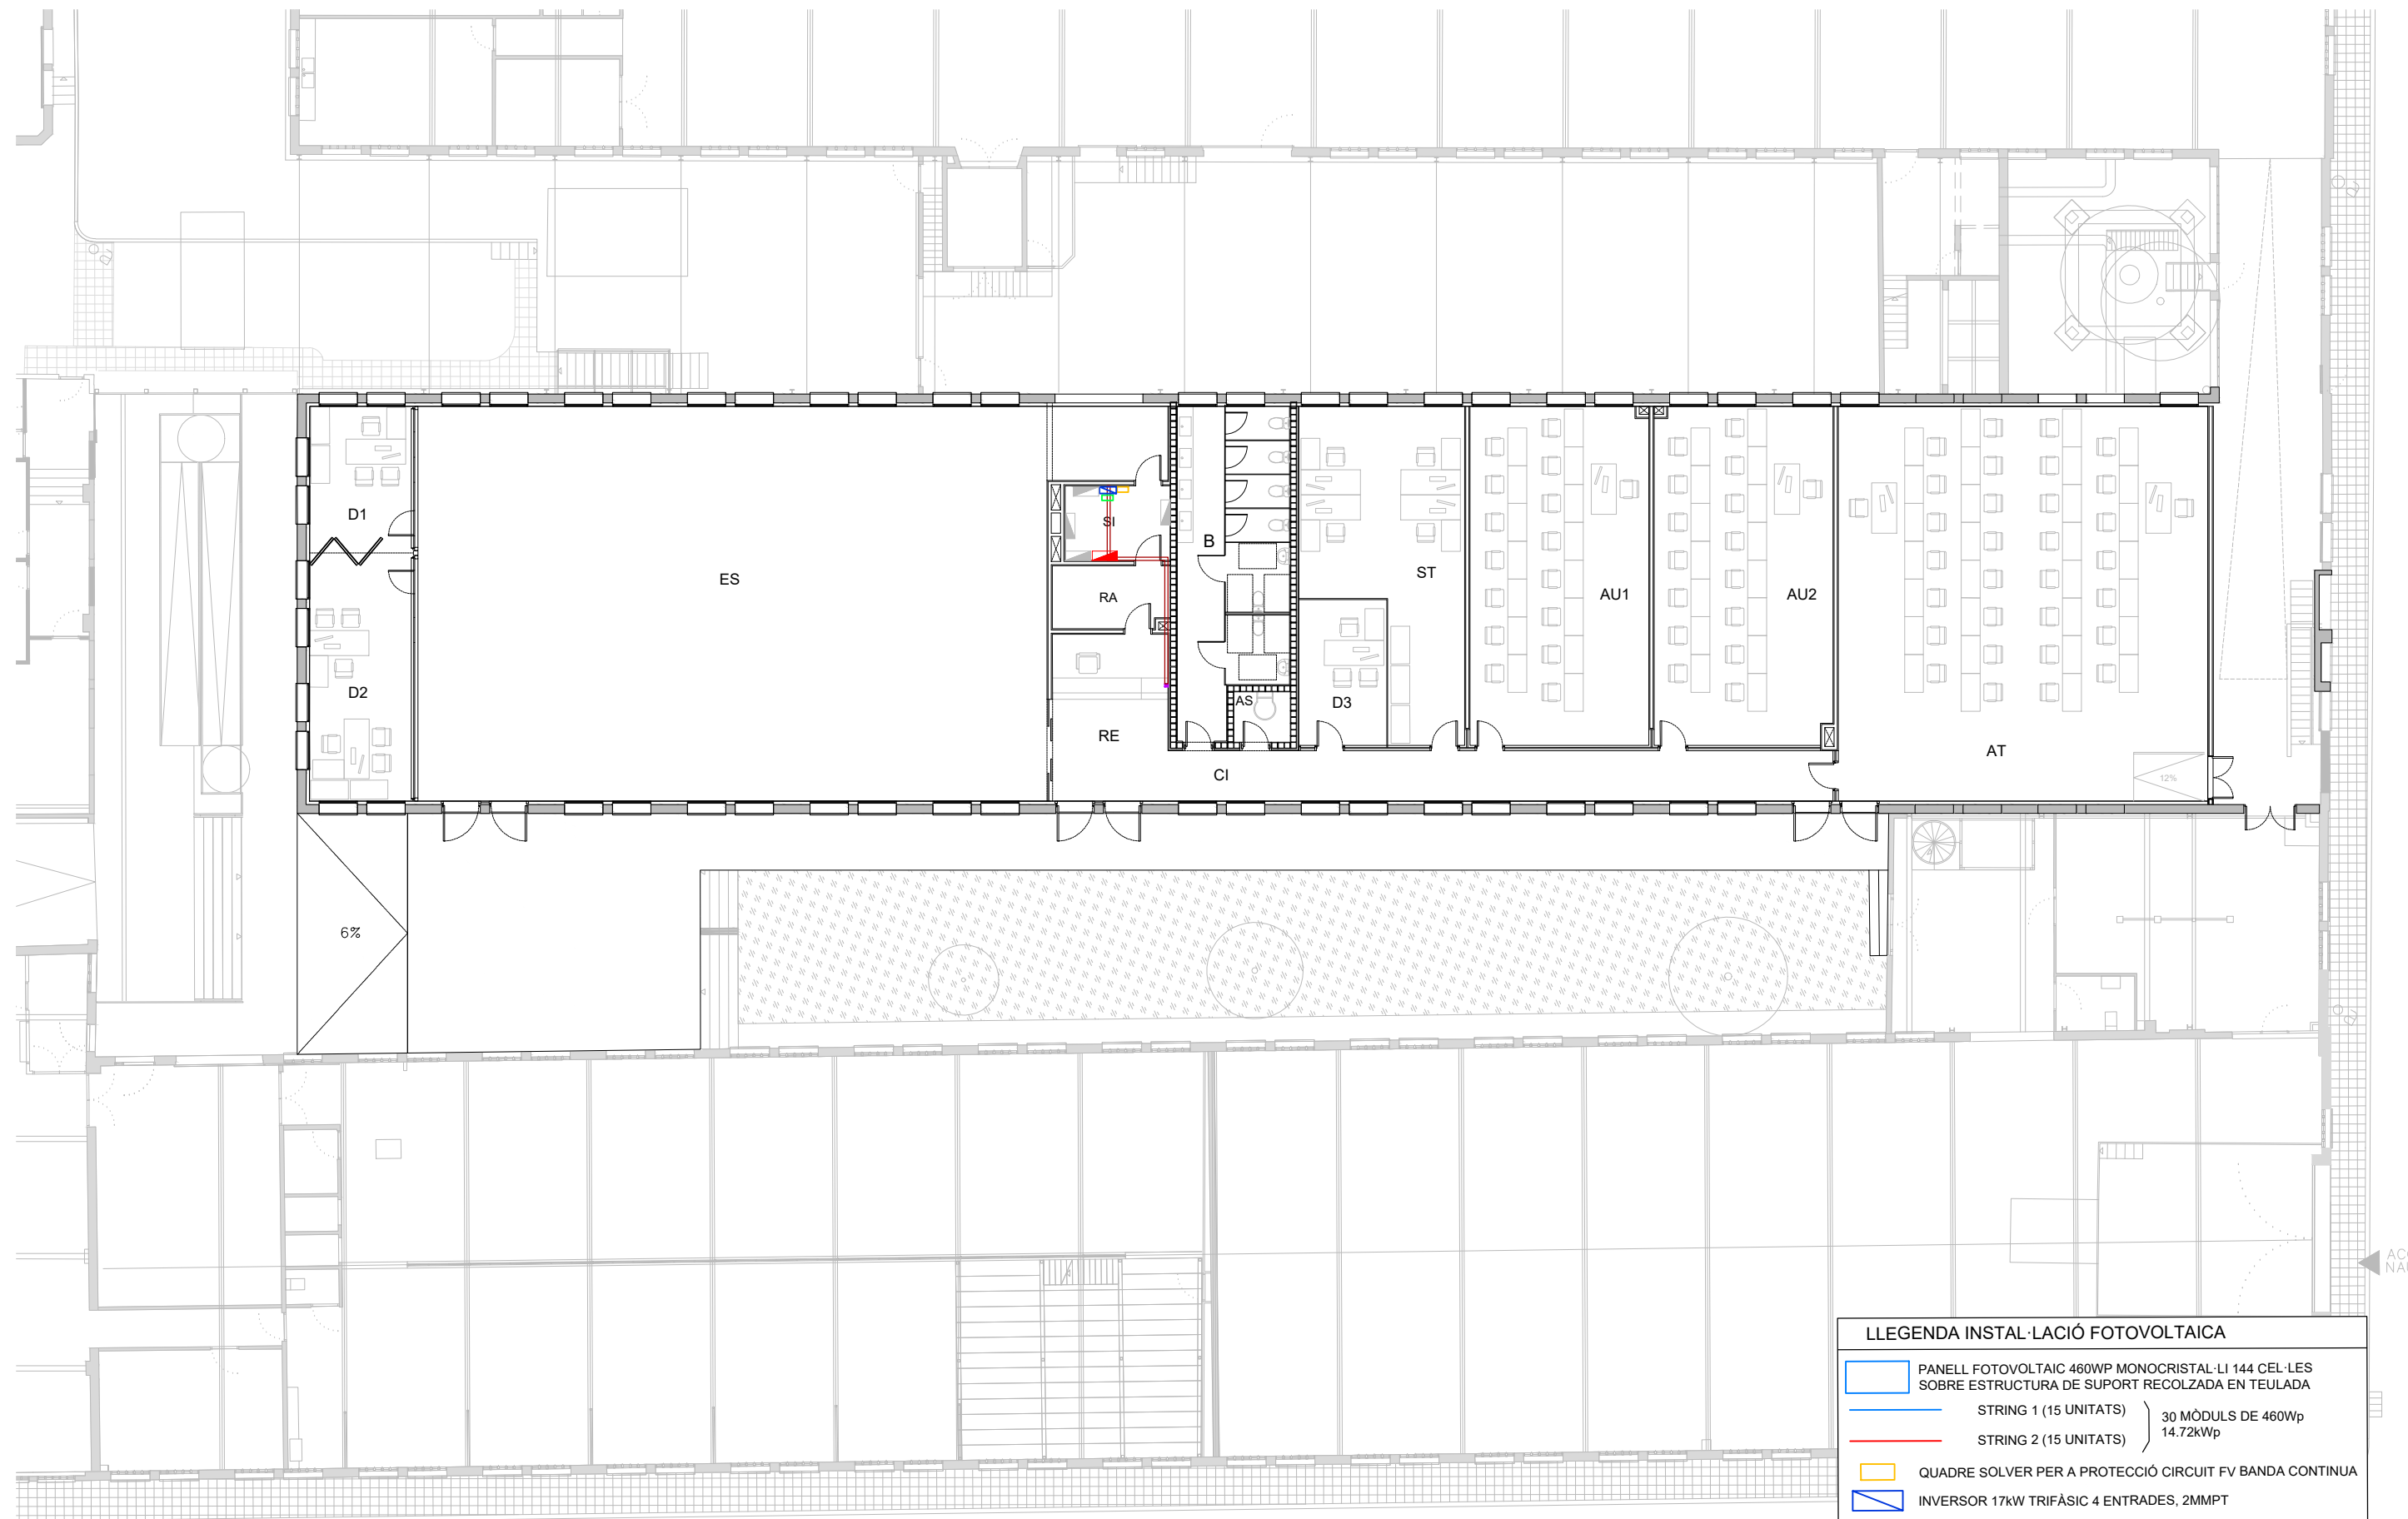 D1
D2
ES
SI
RA
RE
B
AS
CI
ST
D3
AU1
AU2
AT
12%
6%
LLEGENDA INSTAL·LACIÓ FOTOVOLTAICA
PANELL FOTOVOLTAIC 460WP MONOCRISTAL·LI 144 CEL·LES
SOBRE ESTRUCTURA DE SUPORT RECOLZADA EN TEULADA
STRING 1 (15 UNITATS)
STRING 2 (15 UNITATS)
30 MÒDULS DE 460Wp
14.72kWp
QUADRE SOLVER PER A PROTECCIÓ CIRCUIT FV BANDA CONTINUA
INVERSOR 17kW TRIFÀSIC 4 ENTRADES, 2MMPT